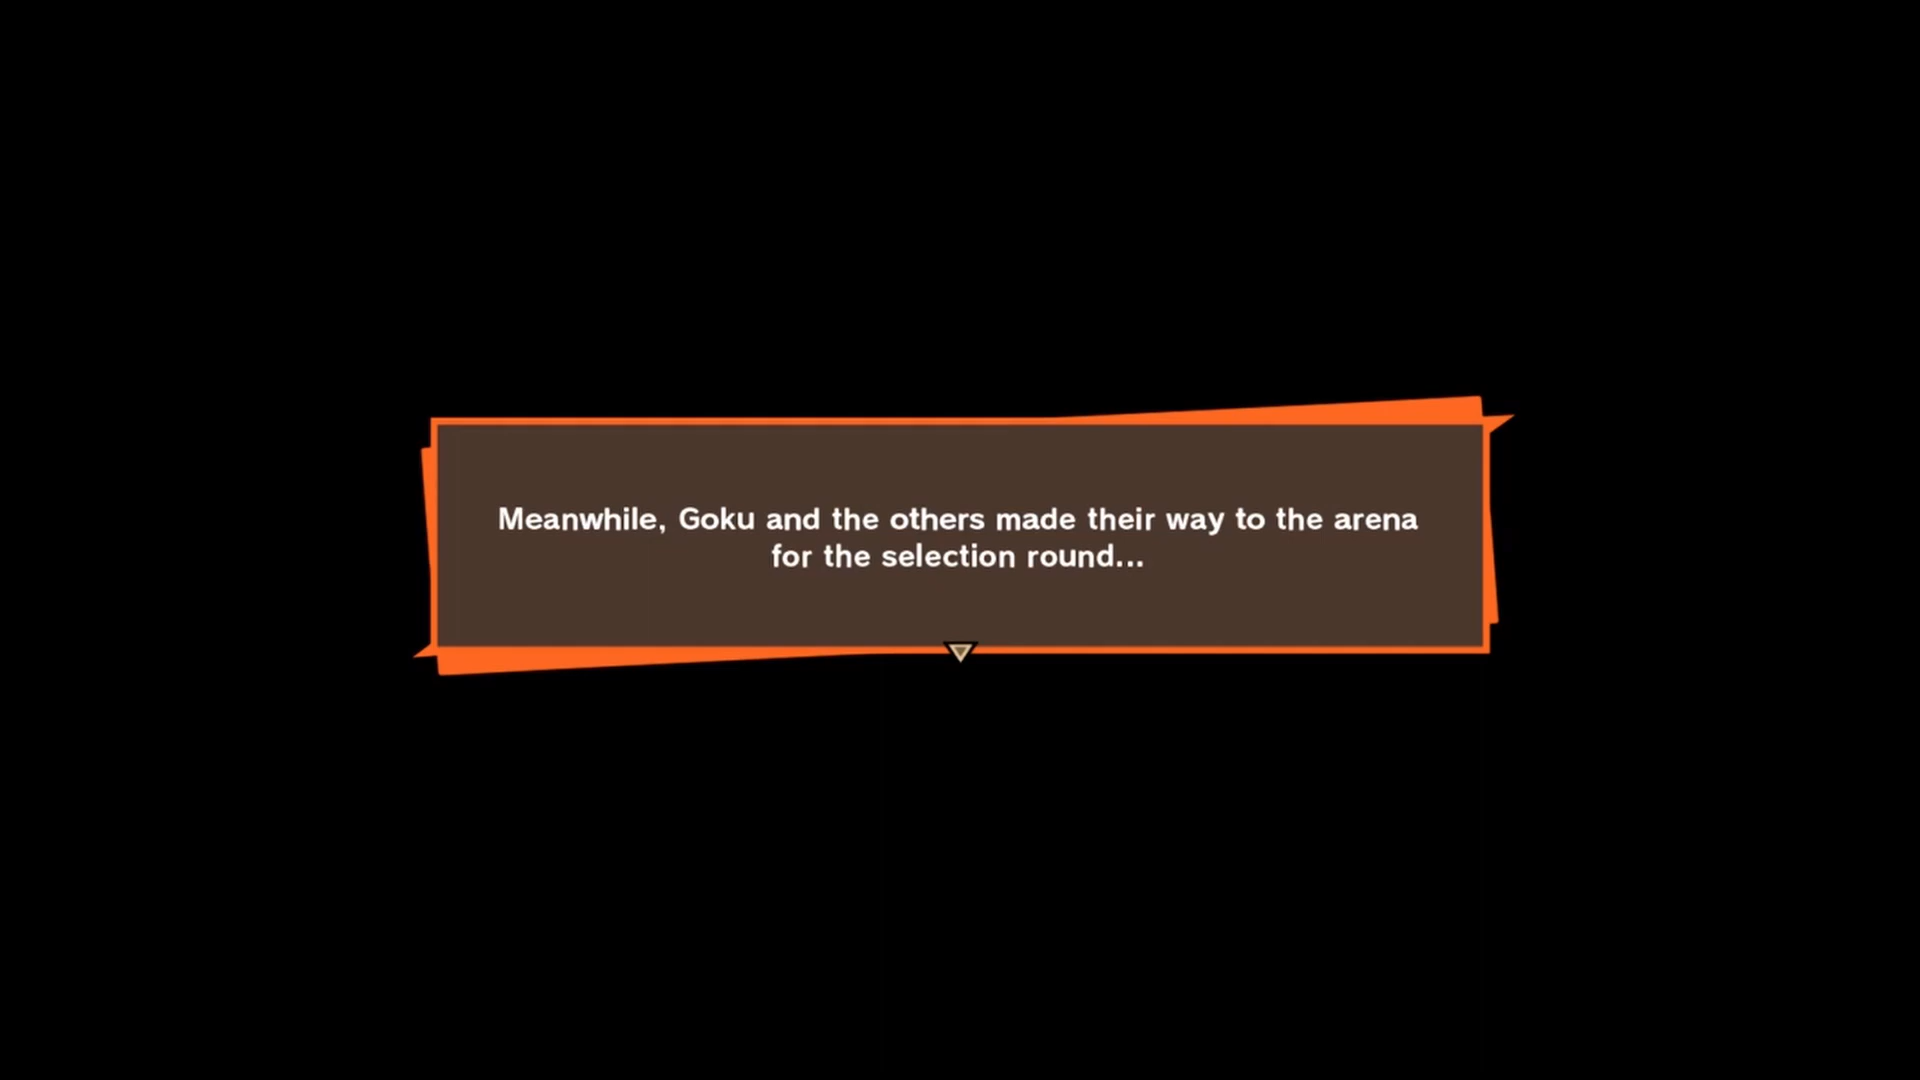 Meanwhile, Goku and the others made their way to the arena
for the selection round...